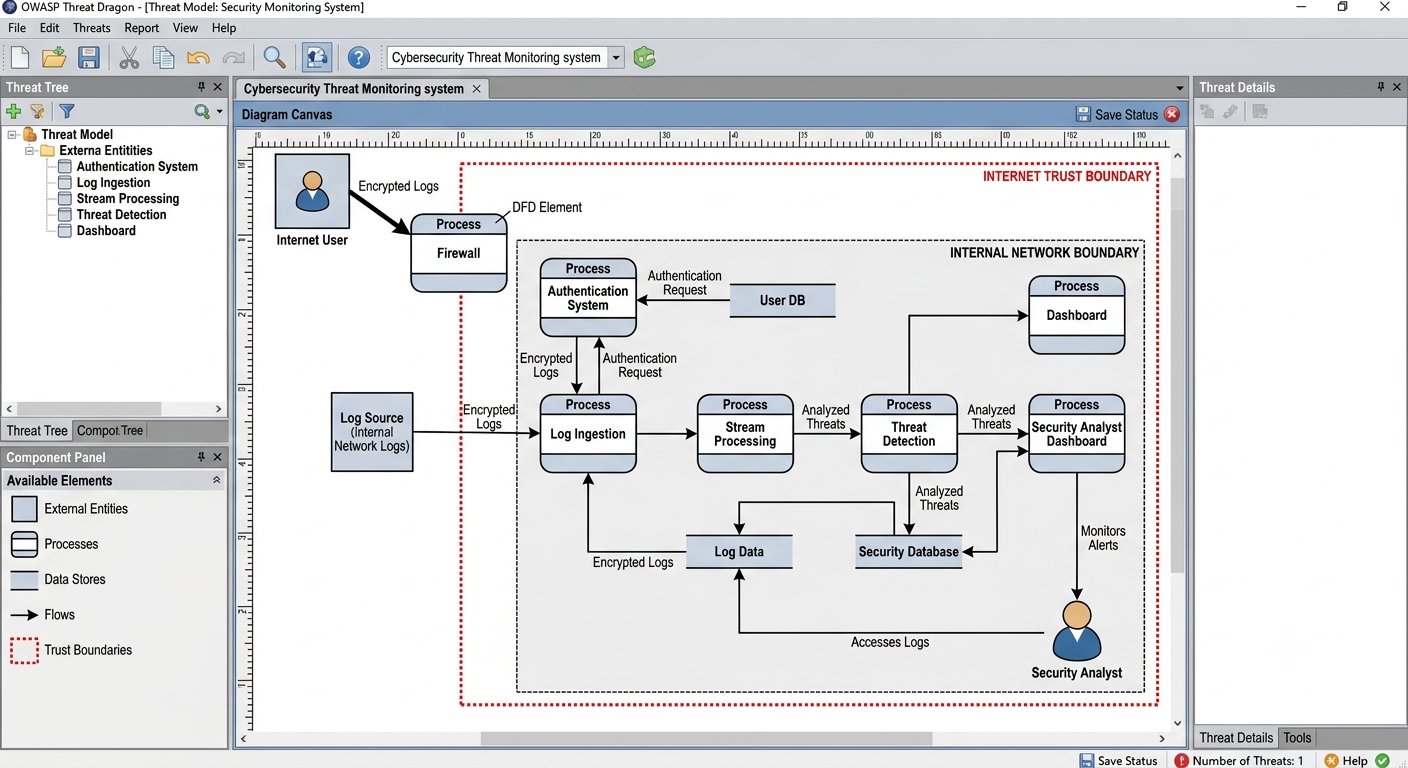 OWASP Threat Dragon - [Threat Model: Security Monitoring System]
File Edit Threats Report View Help
Cybersecurity Threat Monitoring system
Threat Tree
Threat Model
Externa Entitities
Authentication System
Log Ingestion
Stream Processing
Threat Detection
Dashboard
Threat Tree
Compot.Tree
Component Panel
Available Elements
External Entities
Processes
Data Stores
Flows
Trust Boundaries
Cybersecurity Threat Monitoring system
Diagram Canvas
Save Status
INTERNET TRUST BOUNDARY
Encrypted Logs
Internet User
DFD Element
Process
Firewall
INTERNAL NETWORK BOUNDARY
Process
Authentication
System
Authentication
Request
User DB
Process
Dashboard
Encrypted
Logs
Authentication
Request
Log Source
(Internal
Network Logs)
Encrypted
Logs
Process
Log Ingestion
Process
Stream
Processing
Analyzed
Threats
Process
Threat
Detection
Analyzed
Threats
Process
Security Analyst
Dashboard
Analyzed
Threats
Encrypted Logs
Log Data
Security Database
Monitors
Alerts
Accesses Logs
Security Analyst
Threat Details
Threat Details
Tools
Save Status
Number of Threats: 1
Help